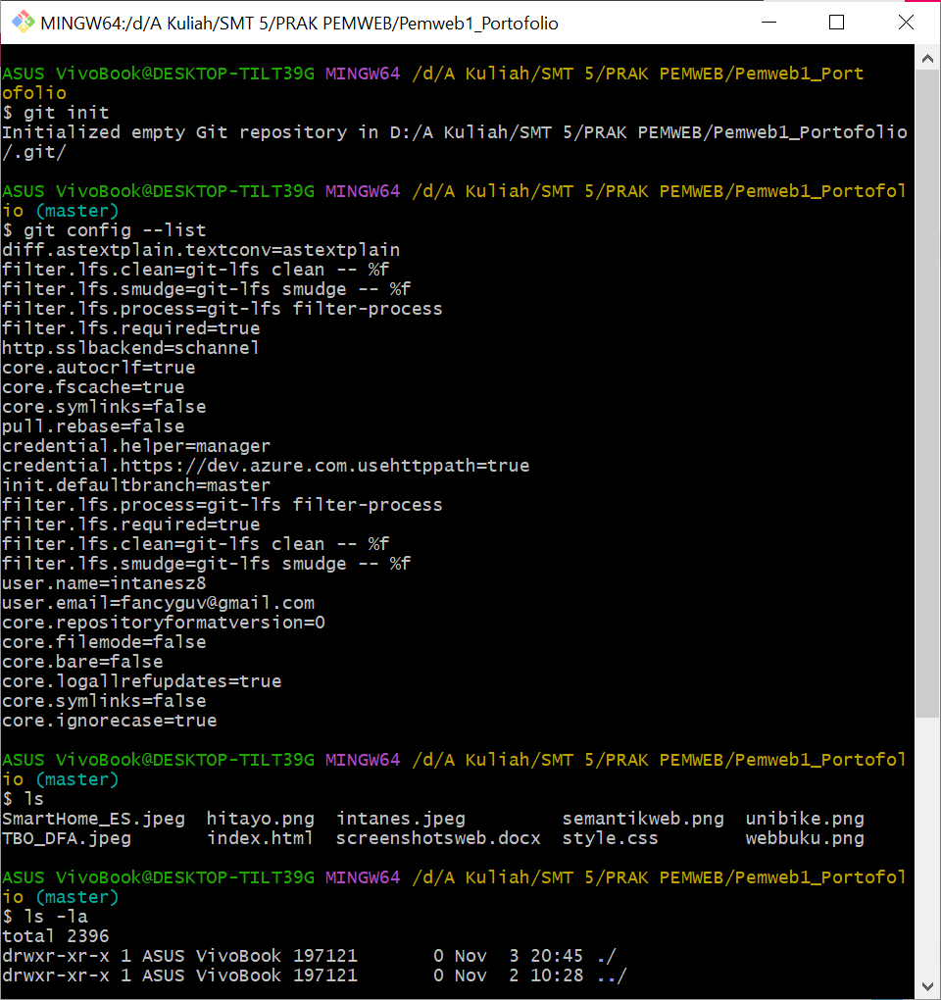 MINGW64:/d/A Kuliah/SMT 5/PRAK PEMWEB/Pemweb1_Portofolio
ASUS VivoBook@DESKTOP-TILT39G MINGW64 /d/A Kuliah/SMT 5/PRAK PEMWEB/Pemweb1_Port
ofolio
$ git init
Initialized empty Git repository in D:/A Kuliah/SMT 5/PRAK PEMWEB/Pemweb1_Portofolio
/.git/
ASUS VivoBook@DESKTOP-TILT39G MINGW64 /d/A Kuliah/SMT 5/PRAK PEMWEB/Pemweb1_Portofol
io (master)
$ git config --list
diff.astextplain.textconv=astextplain
filter.lfs.clean=git-lfs clean -- %f
filter.lfs.smudge=git-lfs smudge -- %f
filter.lfs.process=git-lfs filter-process
filter.lfs.required=true
http.sslbackend=schannel
core.autocrlf=true
core.fscache=true
core.symlinks=false
pull.rebase=false
credential.helper=manager
credential.https://dev.azure.com.usehttppath=true
init.defaultbranch=master
filter.lfs.process=git-lfs filter-process
filter.lfs.required=true
filter.lfs.clean=git-lfs clean -- %f
filter.lfs.smudge=git-lfs smudge -- %f
user.name=intanesz8
user.email=fancyguv@gmail.com
core.repositoryformatversion=0
core.filemode=false
core.bare=false
core.logallrefupdates=true
core.symlinks=false
core.ignorecase=true
ASUS VivoBook@DESKTOP-TILT39G MINGW64 /d/A Kuliah/SMT 5/PRAK PEMWEB/Pemweb1_Portofol
io (master)
$ ls
SmartHome_ES.jpeg  hitayo.png  intanes.jpeg         semantikweb.png  unibike.png
TBO_DFA.jpeg       index.html  screenshotsweb.docx  style.css        webbuku.png
ASUS VivoBook@DESKTOP-TILT39G MINGW64 /d/A Kuliah/SMT 5/PRAK PEMWEB/Pemweb1_Portofol
io (master)
$ ls -la
total 2396
drwxr-xr-x 1 ASUS VivoBook 197121       0 Nov  3 20:45 ./
drwxr-xr-x 1 ASUS VivoBook 197121       0 Nov  2 10:28 ../